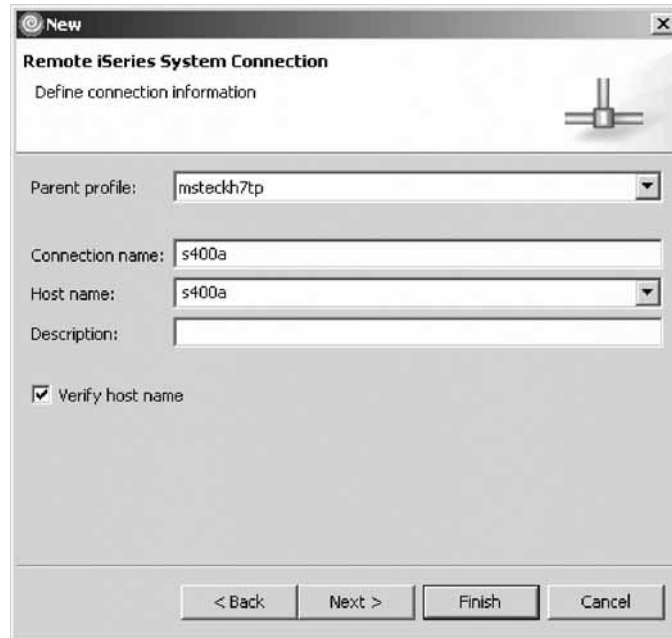 New
Remote iSeries System Connection
Define connection information
Parent profile: msteckh7tp
Connection name: s400a
Host name: s400a
Description:
Verify host name
< Back Next > Finish Cancel